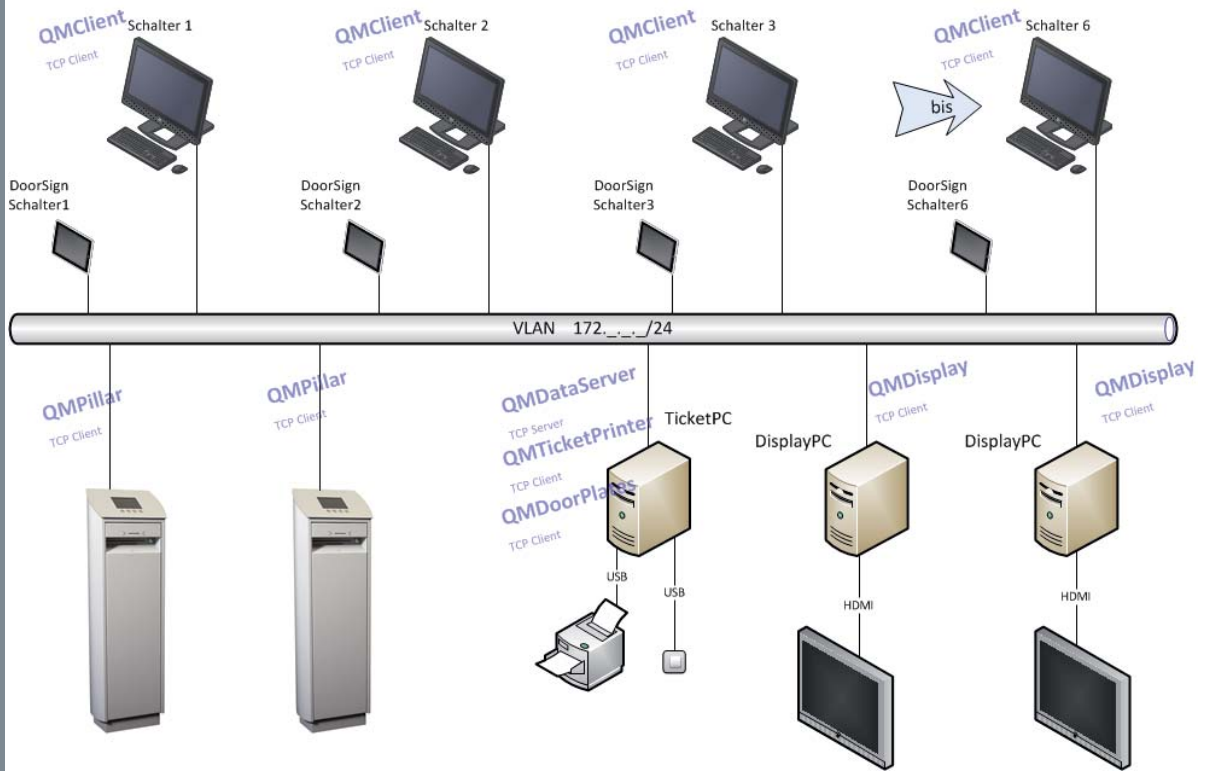 QMClient
TCP Client
Schalter 1
QMClient
TCP Client
Schalter 2
QMClient
TCP Client
Schalter 3
QMClient
TCP Client
Schalter 6
bis
DoorSign
Schalter1
DoorSign
Schalter2
DoorSign
Schalter3
DoorSign
Schalter6
VLAN 172._._._/24
QMPillar
TCP Client
QMPillar
TCP Client
QMDataServer
TCP Server
QMTicketPrinter
TCP Client
QMDoorPlates
TCP Client
TicketPC
QMDisplay
TCP Client
DisplayPC
QMDisplay
TCP Client
DisplayPC
USB
USB
HDMI
HDMI